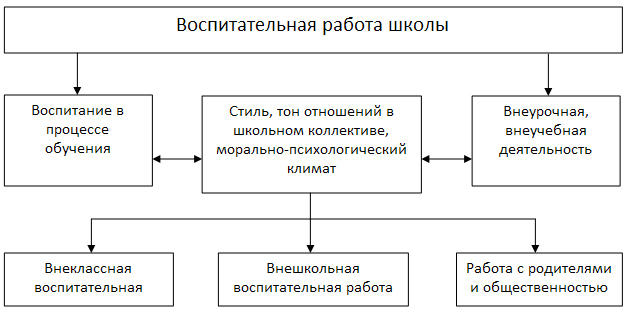 Воспитательная работа школы
Воспитание в
процессе
обучения
Стиль, тон отношений в
школьном коллективе,
морально-психологический
климат
Внеурочная,
внеучебная
деятельность
Внеклассная
воспитательная
Внешкольная
воспитательная работа
Работа с родителями
и общественностью